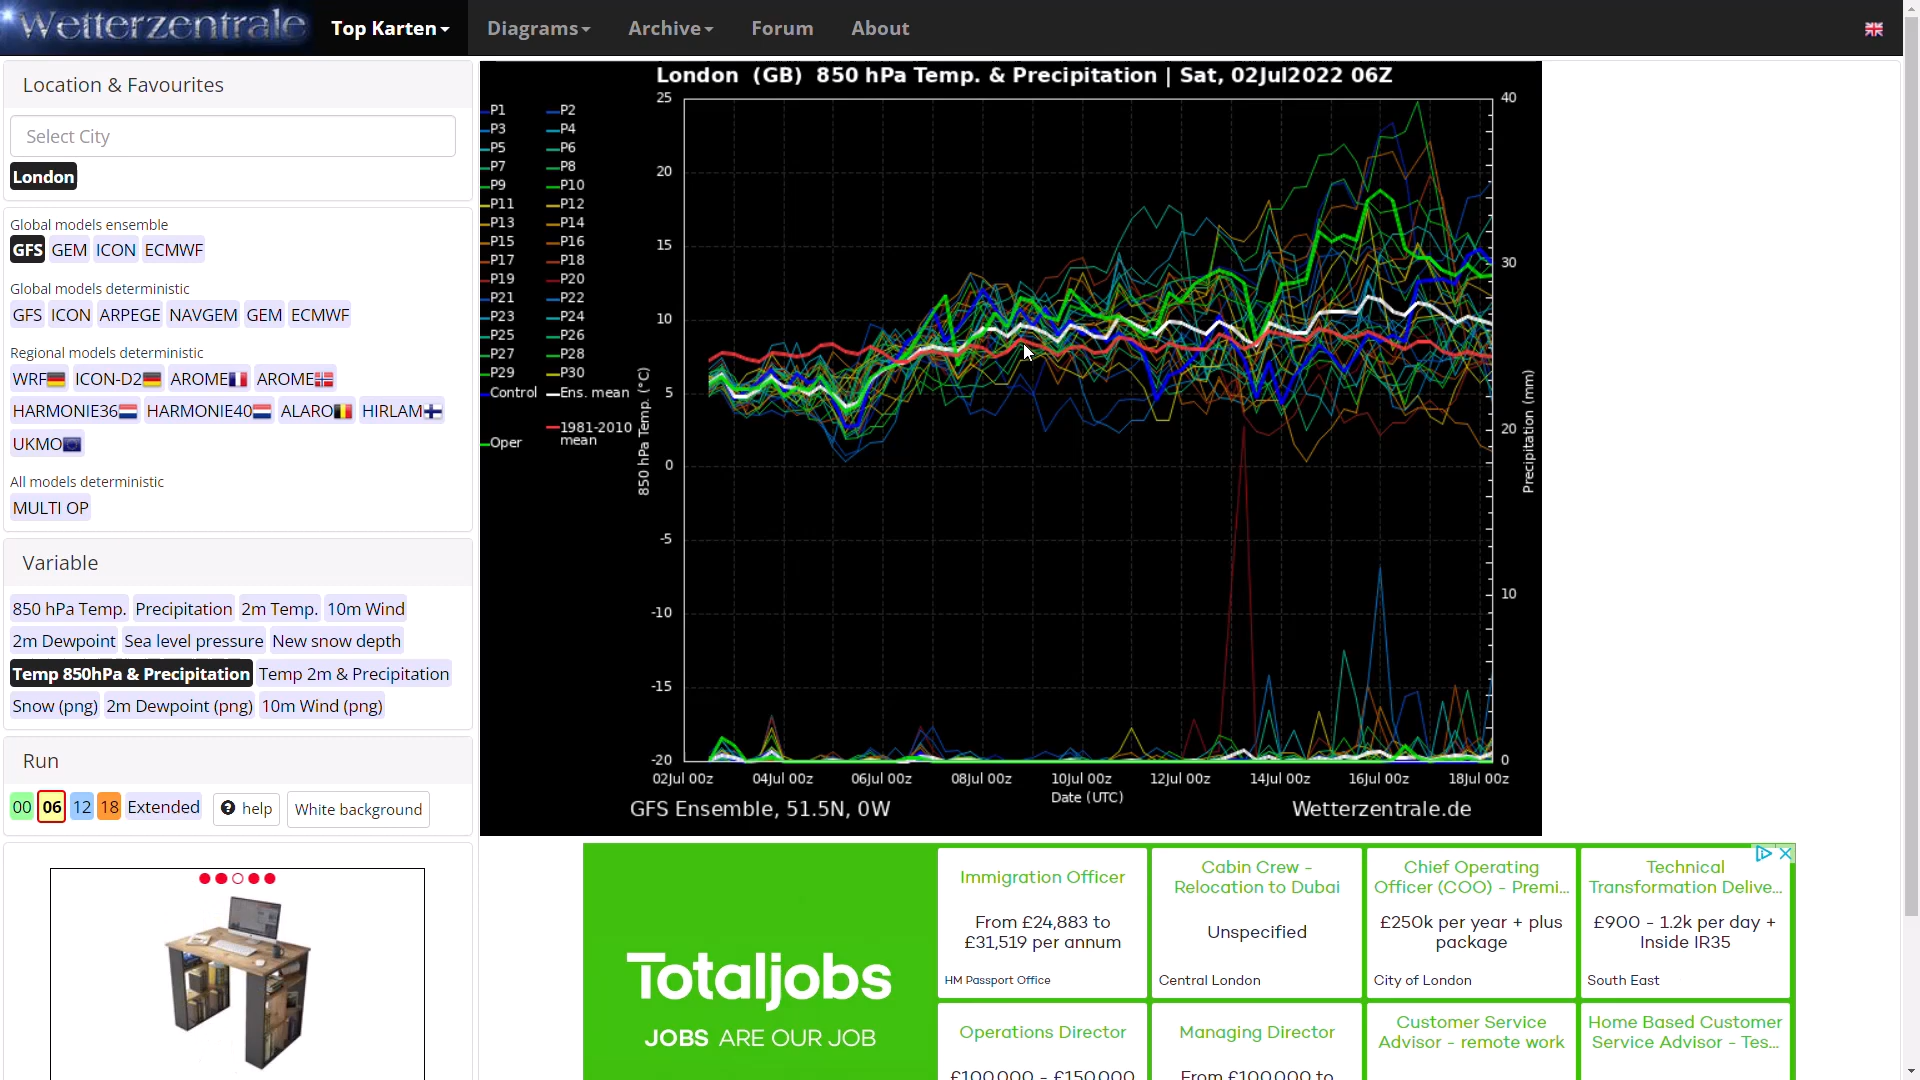 Wetterzentrale
Top Karten
Diagrams
Archive
Forum
About
Location & Favourites
Select City
London
Global models ensemble
GFS GEM ICON ECMWF
Global models deterministic
GFS ICON ARPEGE NAVGEM GEM ECMWF
Regional models deterministic
WRF ICON-D2 AROME AROME
HARMONIE36 HARMONIE40 ALARO HIRLAM
UKMO
All models deterministic
MULTI OP
Variable
850 hPa Temp. Precipitation 2m Temp. 10m Wind
2m Dewpoint Sea level pressure New snow depth
Temp 850hPa & Precipitation Temp 2m & Precipitation
Snow (png) 2m Dewpoint (png) 10m Wind (png)
Run
00 06 12 18 Extended help White background
London (GB) 850 hPa Temp. & Precipitation | Sat, 02Jul2022 06Z
P1 P2
P3 P4
P5 P6
P7 P8
P9 P10
P11 P12
P13 P14
P15 P16
P17 P18
P19 P20
P21 P22
P23 P24
P25 P26
P27 P28
P29 P30
Control Ens. mean
Oper 1981-2010
mean
850 hPa Temp. (°C)
25
20
15
10
5
0
-5
-10
-15
-20
40
30
20
10
0
Precipitation (mm)
02Jul 00z 04Jul 00z 06Jul 00z 08Jul 00z 10Jul 00z 12Jul 00z 14Jul 00z 16Jul 00z 18Jul 00z
Date (UTC)
GFS Ensemble, 51.5N, 0W
Wetterzentrale.de
Totaljobs
JOBS ARE OUR JOB
Immigration Officer
From £24,883 to
£31,519 per annum
HM Passport Office
Cabin Crew -
Relocation to Dubai
Unspecified
Central London
Chief Operating
Officer (COO) - Premi...
£250k per year + plus
package
City of London
Technical
Transformation Delive...
£900 - 1.2k per day +
Inside IR35
South East
Operations Director
£100,000 - £150,000
Managing Director
From £100,000 to
Customer Service
Advisor - remote work
Home Based Customer
Service Advisor - Tes...